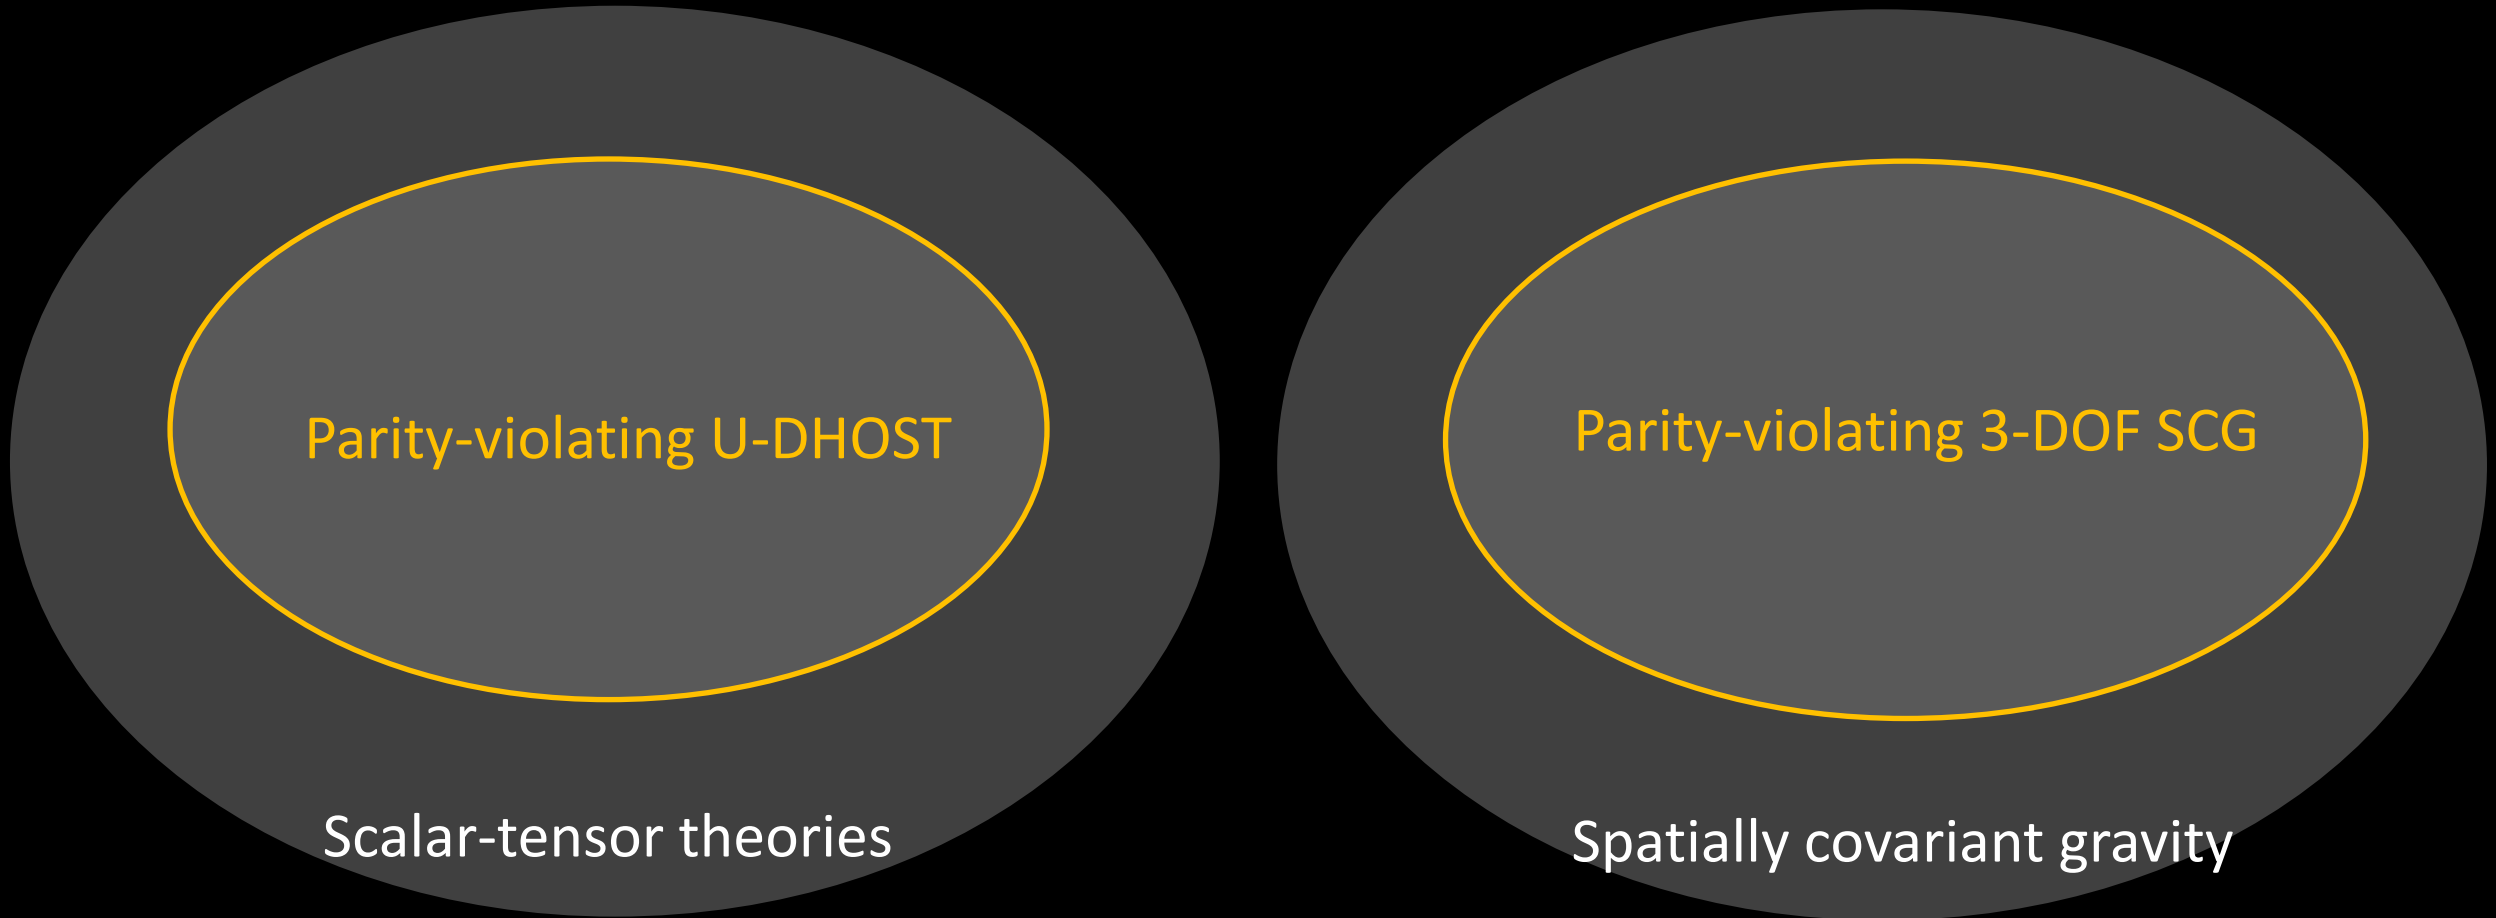 Parity-violating U-DHOST
Parity-violating 3-DOF SCG
Scalar-tensor theories
Spatially covariant gravity